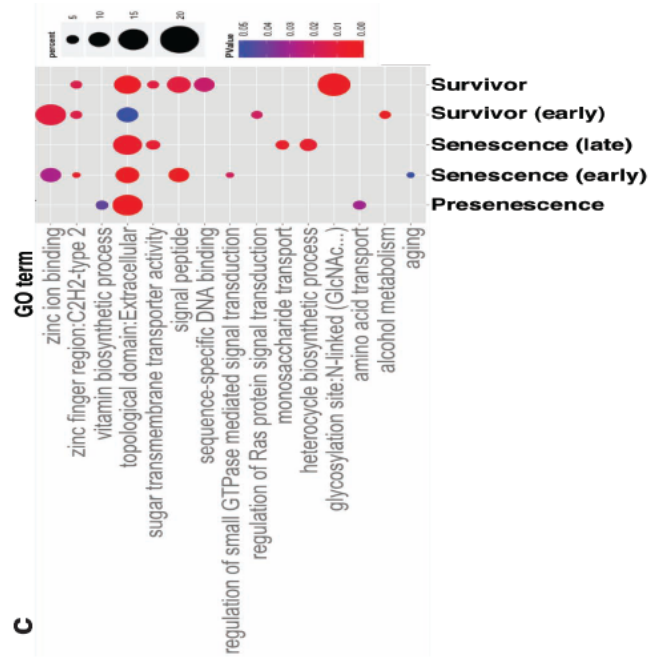 percent
5
10
15
20
PValue
0.05
0.04
0.03
0.02
0.01
0.00
Survivor
Survivor (early)
Senescence (late)
Senescence (early)
Presenescence
GO term
zinc ion binding
zinc finger region:C2H2-type 2
vitamin biosynthetic process
topological domain:Extracellular
sugar transmembrane transporter activity
signal peptide
sequence-specific DNA binding
regulation of small GTPase mediated signal transduction
regulation of Ras protein signal transduction
monosaccharide transport
heterocycle biosynthetic process
glycosylation site:N-linked (GlcNAc...)
amino acid transport
alcohol metabolism
aging
C